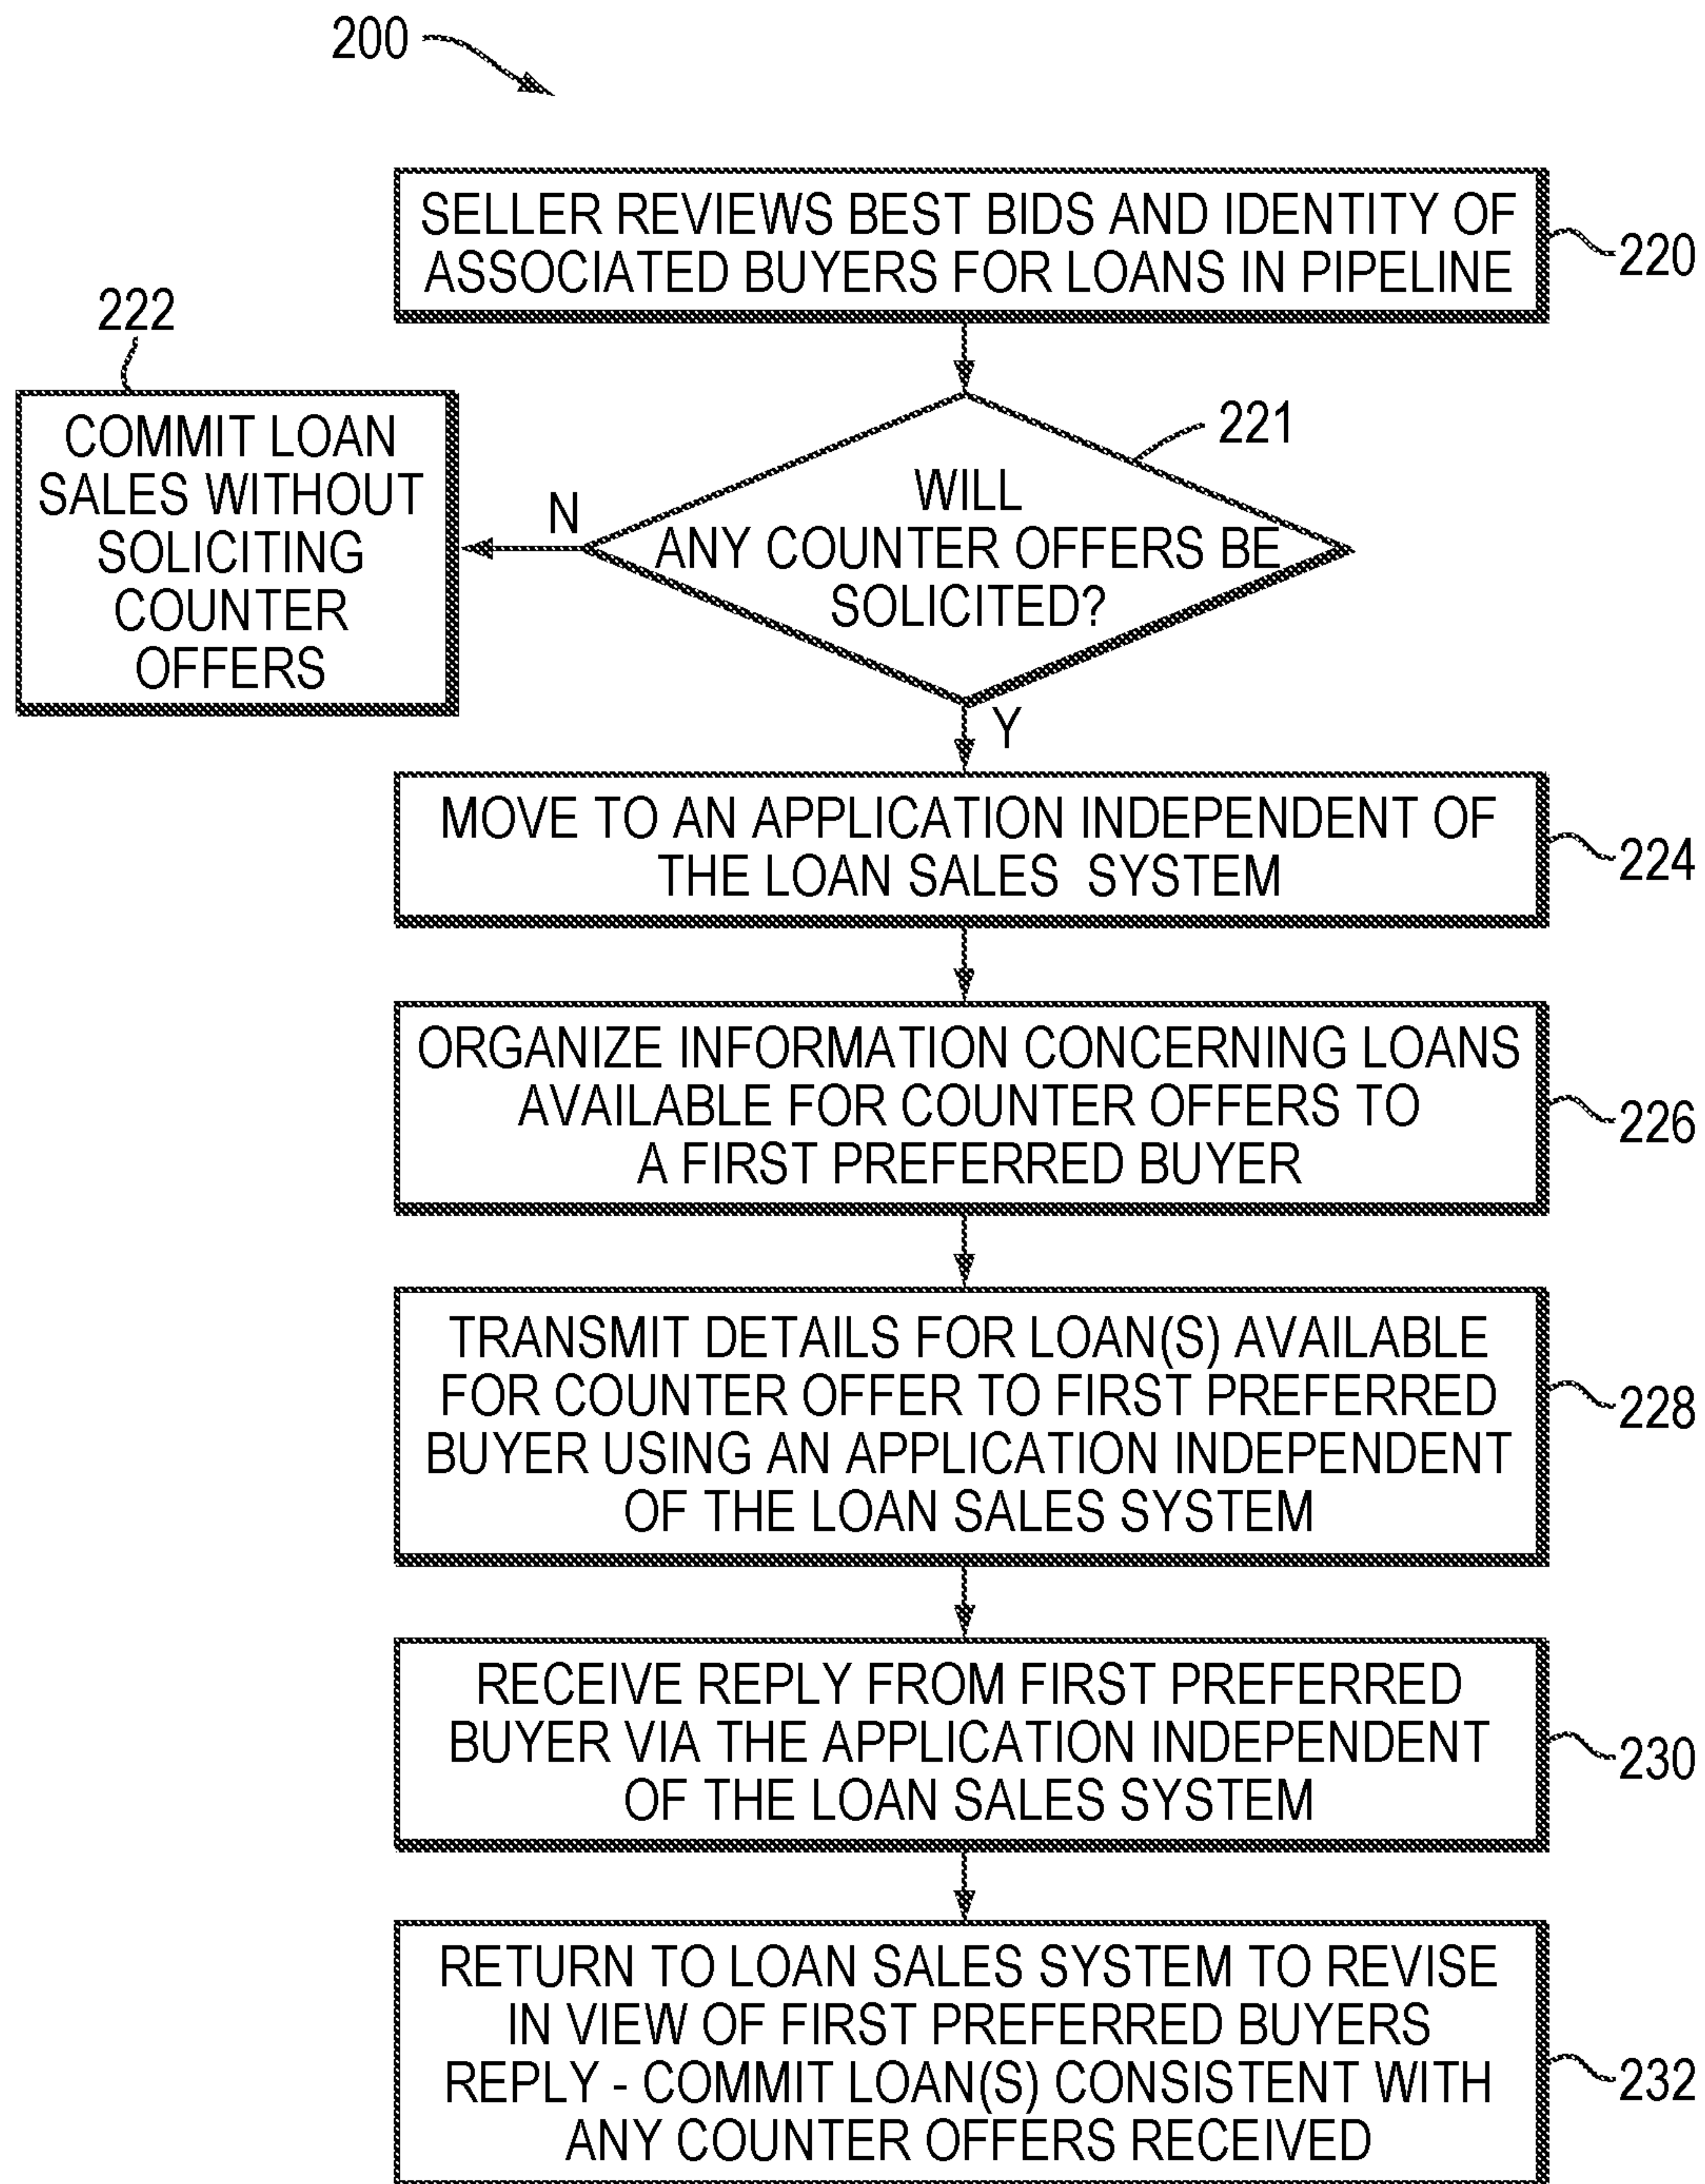 200
SELLER REVIEWS BEST BIDS AND IDENTITY OF
ASSOCIATED BUYERS FOR LOANS IN PIPELINE
220
222
COMMIT LOAN
SALES WITHOUT
SOLICITING
COUNTER
OFFERS
N
221
WILL
ANY COUNTER OFFERS BE
SOLICITED?
Y
MOVE TO AN APPLICATION INDEPENDENT OF
THE LOAN SALES SYSTEM
224
ORGANIZE INFORMATION CONCERNING LOANS
AVAILABLE FOR COUNTER OFFERS TO
A FIRST PREFERRED BUYER
226
TRANSMIT DETAILS FOR LOAN(S) AVAILABLE
FOR COUNTER OFFER TO FIRST PREFERRED
BUYER USING AN APPLICATION INDEPENDENT
OF THE LOAN SALES SYSTEM
228
RECEIVE REPLY FROM FIRST PREFERRED
BUYER VIA THE APPLICATION INDEPENDENT
OF THE LOAN SALES SYSTEM
230
RETURN TO LOAN SALES SYSTEM TO REVISE
IN VIEW OF FIRST PREFERRED BUYERS
REPLY - COMMIT LOAN(S) CONSISTENT WITH
ANY COUNTER OFFERS RECEIVED
232